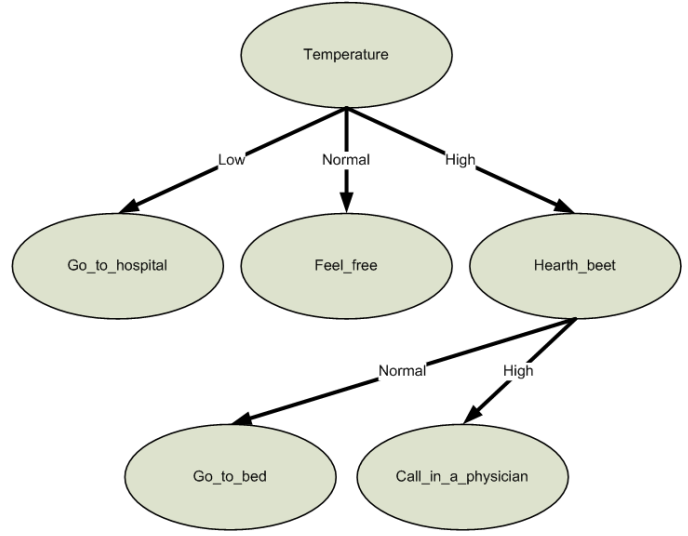 Temperature
Low
Normal
High
Go_to_hospital
Feel_free
Hearth_beet
Normal
High
Go_to_bed
Call_in_a_physician